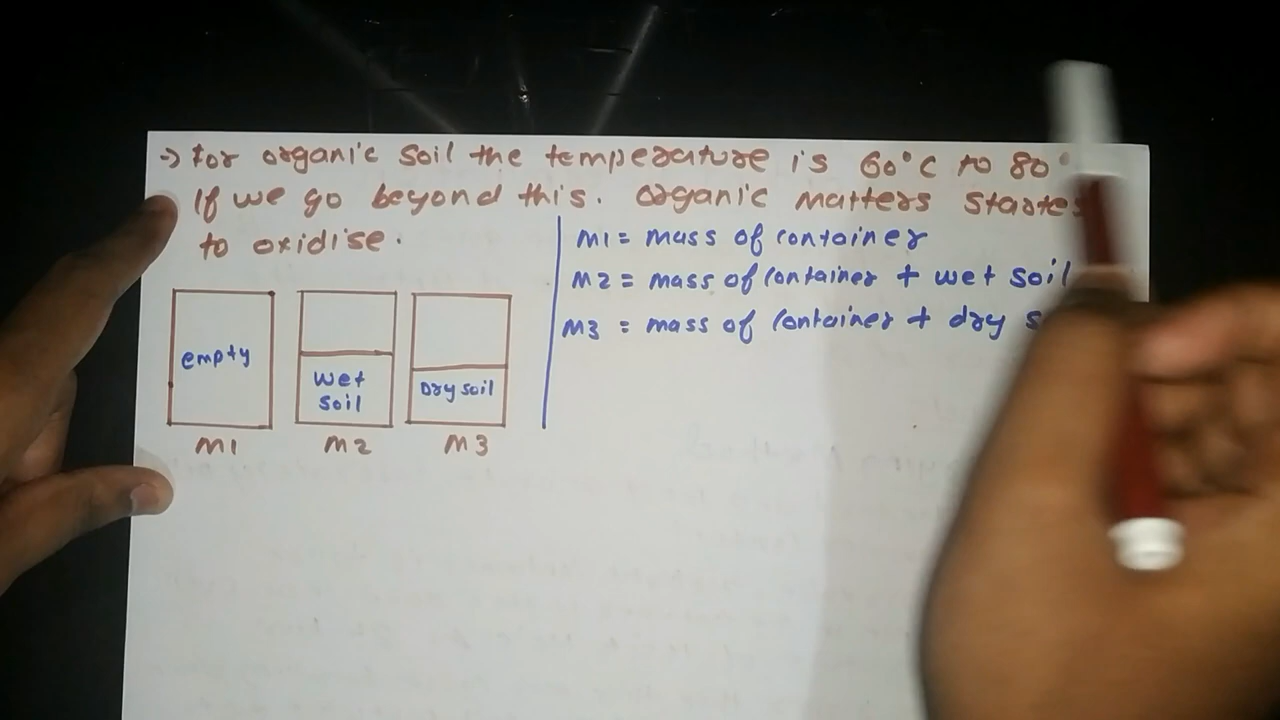 -> For organic soil the temperature is 60°C to 80°
If we go beyond this. organic matters startes
to oxidise.
M1 = mass of container
M2 = mass of container + wet soil
M3 = mass of container + dry s
empty
wet
soil
Dry soil
M1
M2
M3